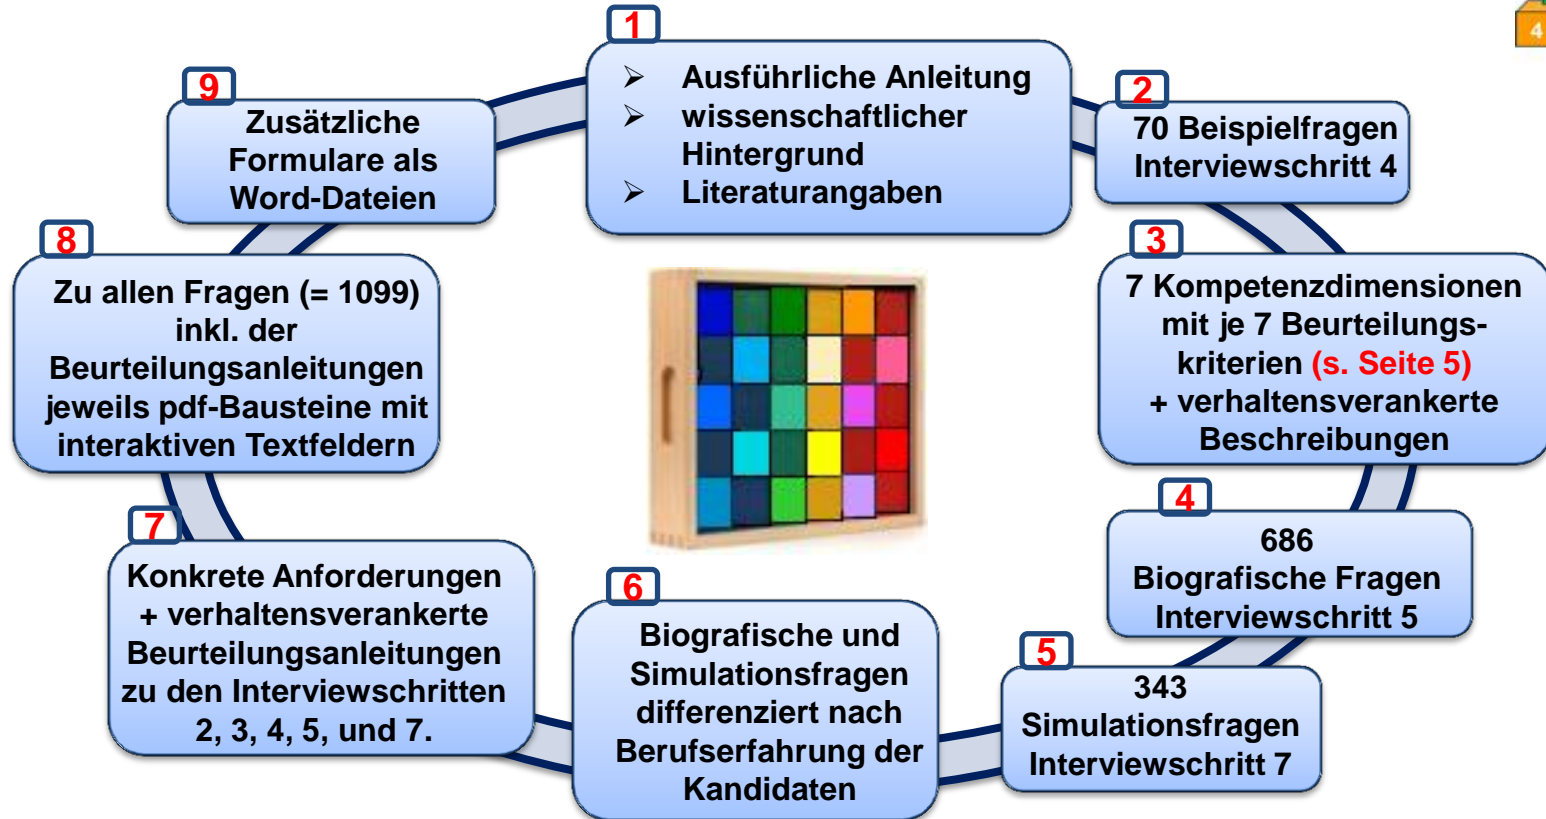 1
➢ Ausführliche Anleitung
➢ wissenschaftlicher
Hintergrund
➢ Literaturangaben
2
70 Beispielfragen
Interviewschritt 4
3
7 Kompetenzdimensionen
mit je 7 Beurteilungs-
kriterien (s. Seite 5)
+ verhaltensverankerte
Beschreibungen
4
686
Biografische Fragen
Interviewschritt 5
5
343
Simulationsfragen
Interviewschritt 7
6
Biografische und
Simulationsfragen
differenziert nach
Berufserfahrung der
Kandidaten
7
Konkrete Anforderungen
+ verhaltensverankerte
Beurteilungsanleitungen
zu den Interviewschritten
2, 3, 4, 5, und 7.
8
Zu allen Fragen (= 1099)
inkl. der
Beurteilungsanleitungen
jeweils pdf-Bausteine mit
interaktiven Textfeldern
9
Zusätzliche
Formulare als
Word-Dateien
4